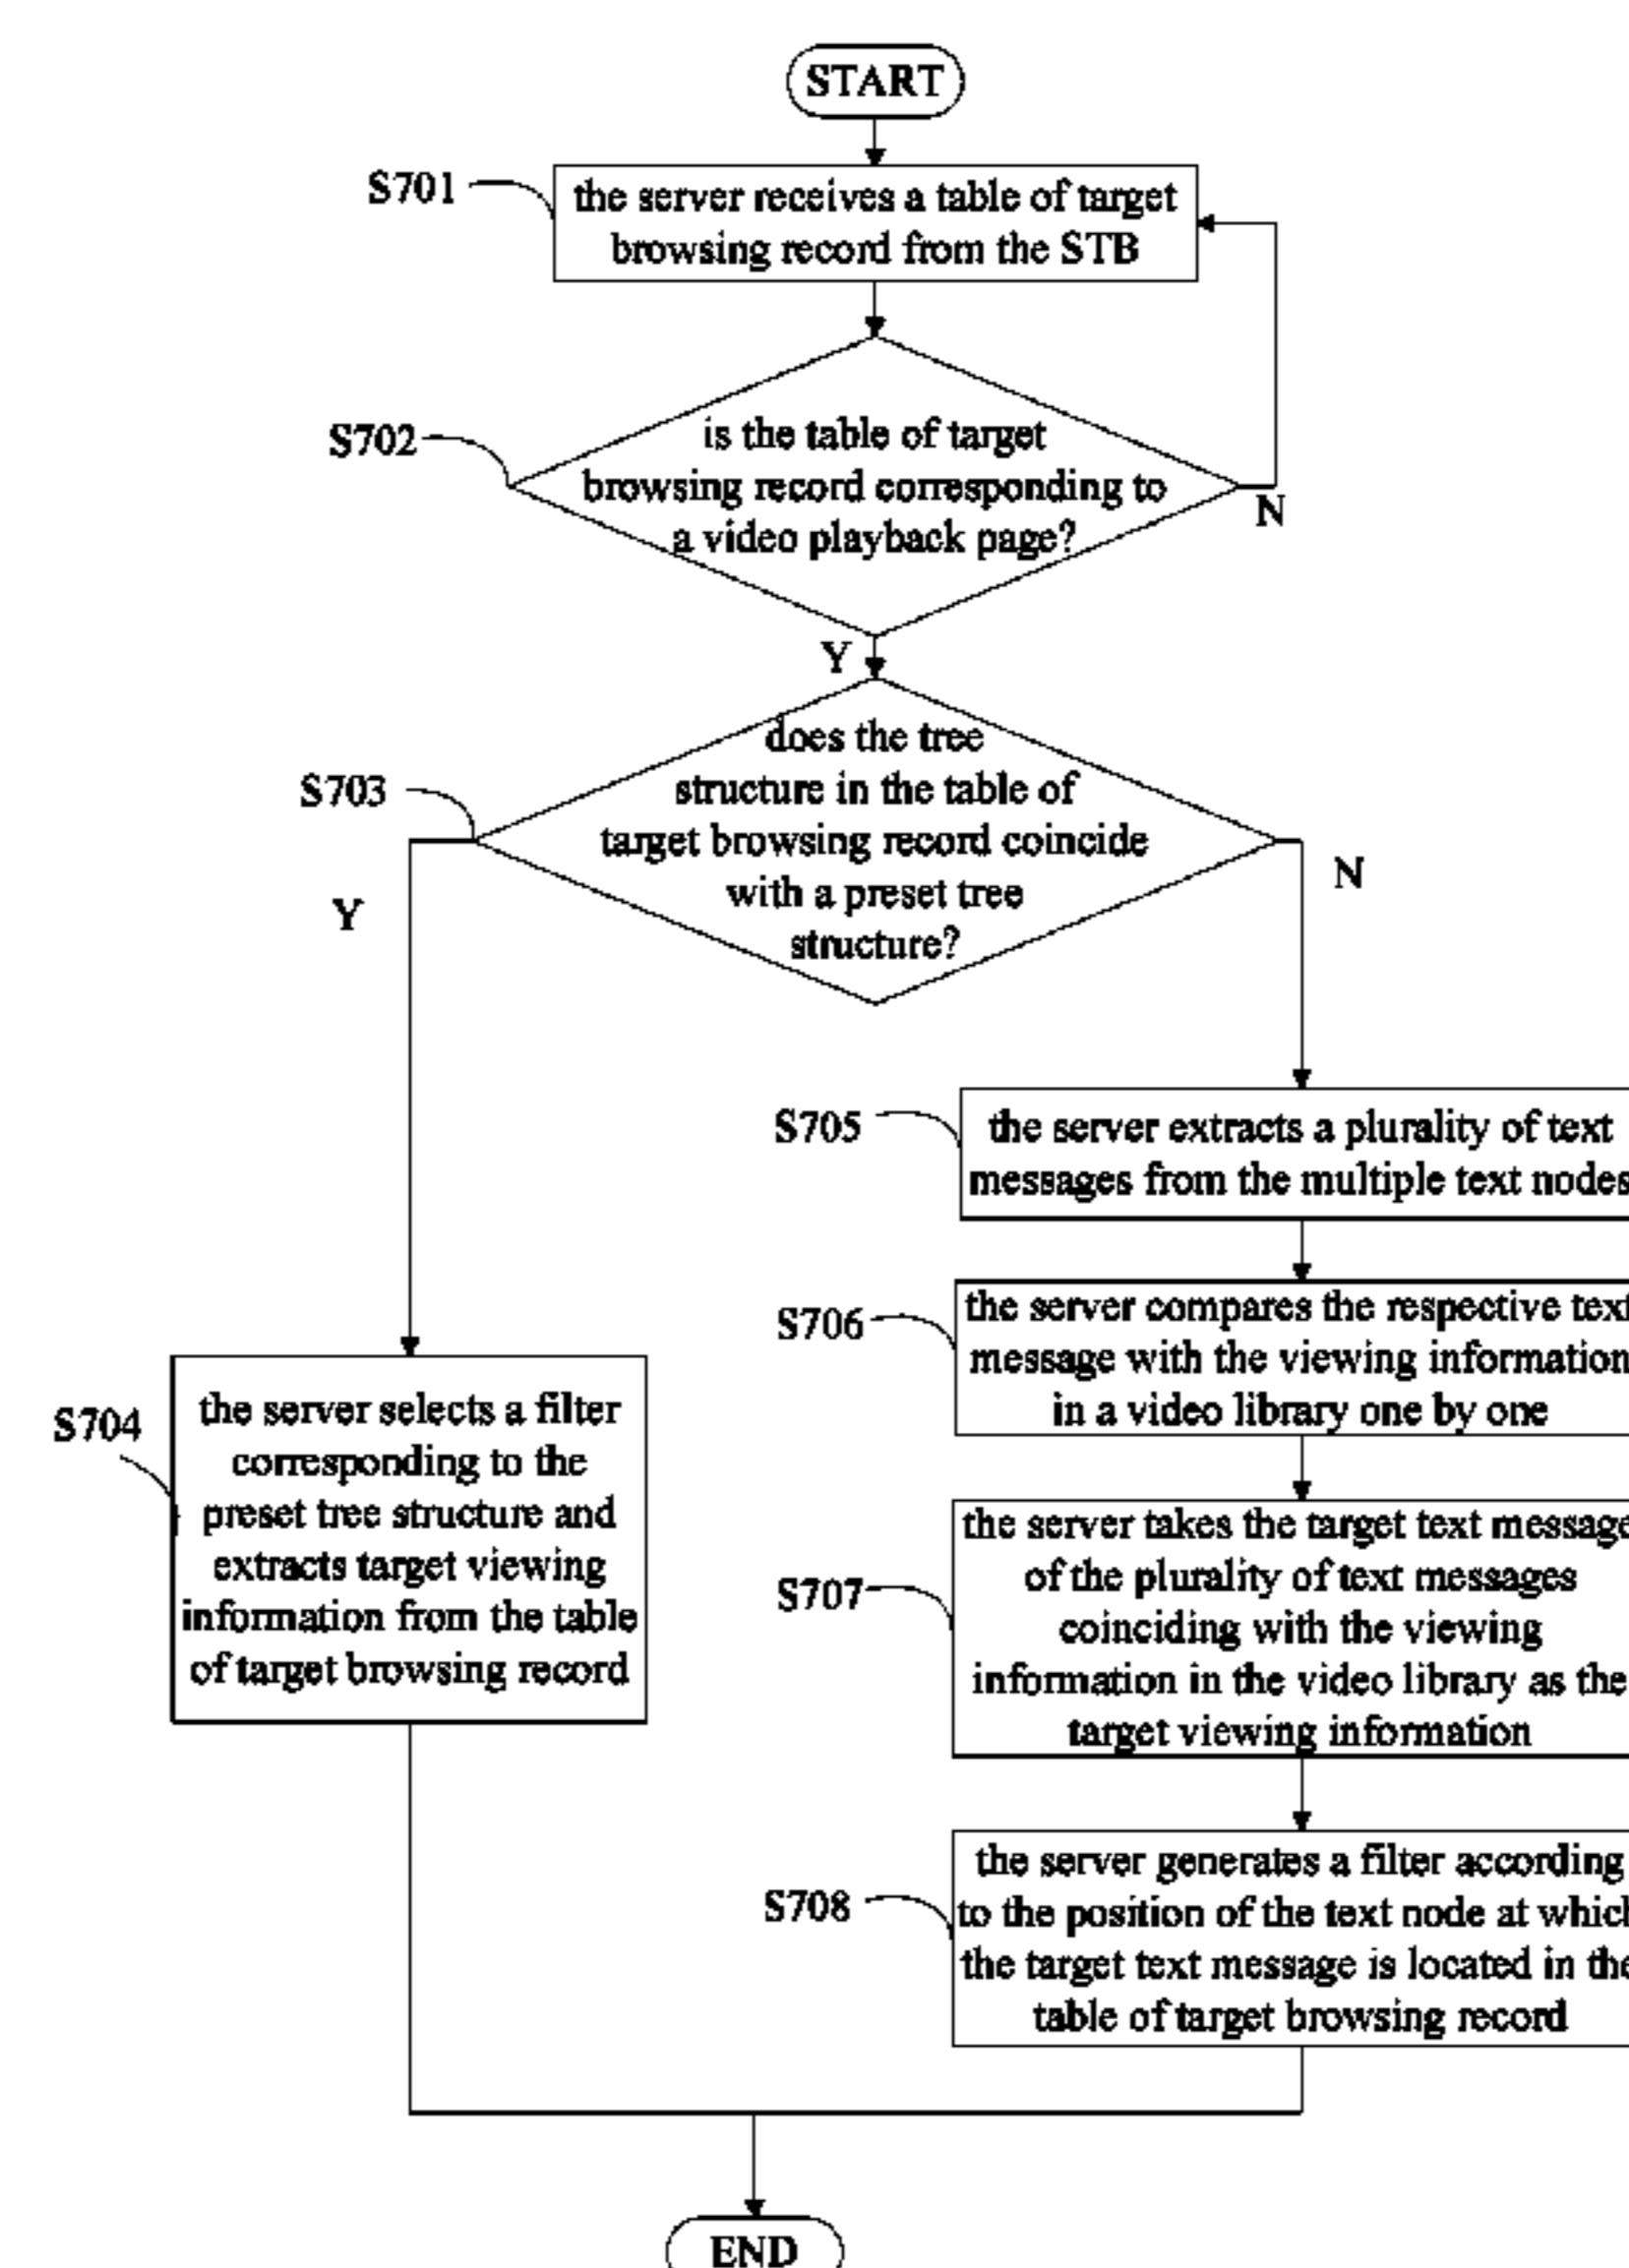 START
S701
the server receives a table of target
browsing record from the STB
S702
is the table of target
browsing record corresponding to
a video playback page?
N
Y
S703
does the tree
structure in the table of
target browsing record coincide
with a preset tree
structure?
Y
N
S705
the server extracts a plurality of text
messages from the multiple text nodes
S706
the server compares the respective text
message with the viewing information
in a video library one by one
S704
the server selects a filter
corresponding to the
preset tree structure and
extracts target viewing
information from the table
of target browsing record
S707
the server takes the target text message
of the plurality of text messages
coinciding with the viewing
information in the video library as the
target viewing information
S708
the server generates a filter according
to the position of the text node at which
the target text message is located in the
table of target browsing record
END